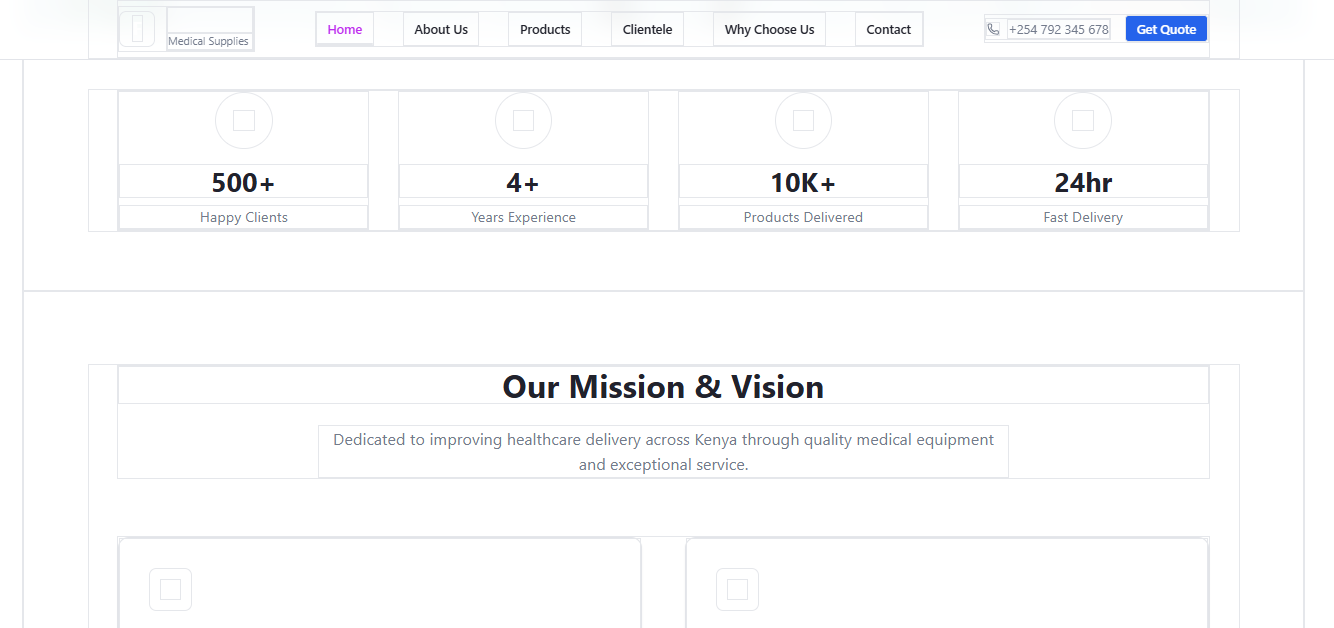 Medical Supplies
Home
About Us
Products
Clientele
Why Choose Us
Contact
+254 792 345 678
Get Quote
500+
Happy Clients
4+
Years Experience
10K+
Products Delivered
24hr
Fast Delivery
Our Mission & Vision
Dedicated to improving healthcare delivery across Kenya through quality medical equipment
and exceptional service.